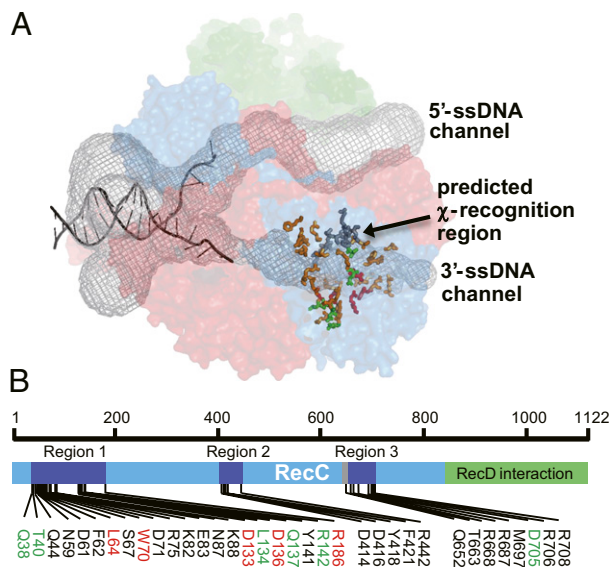 A
5'-ssDNA
channel
predicted
χ-recognition
region
3'-ssDNA
channel
B
1 200 400 600 800 1000 1122
Region 1 Region 2 Region 3
RecC RecD interaction
Q38
T40
Q44
N59
D61
F62
L64
S67
W70
D71
R75
K82
E83
N87
K88
D133
L134
D136
Q137
Y141
R142
R186
D414
D416
Y418
F421
R442
Q652
T663
R668
R687
M697
D705
R706
R708